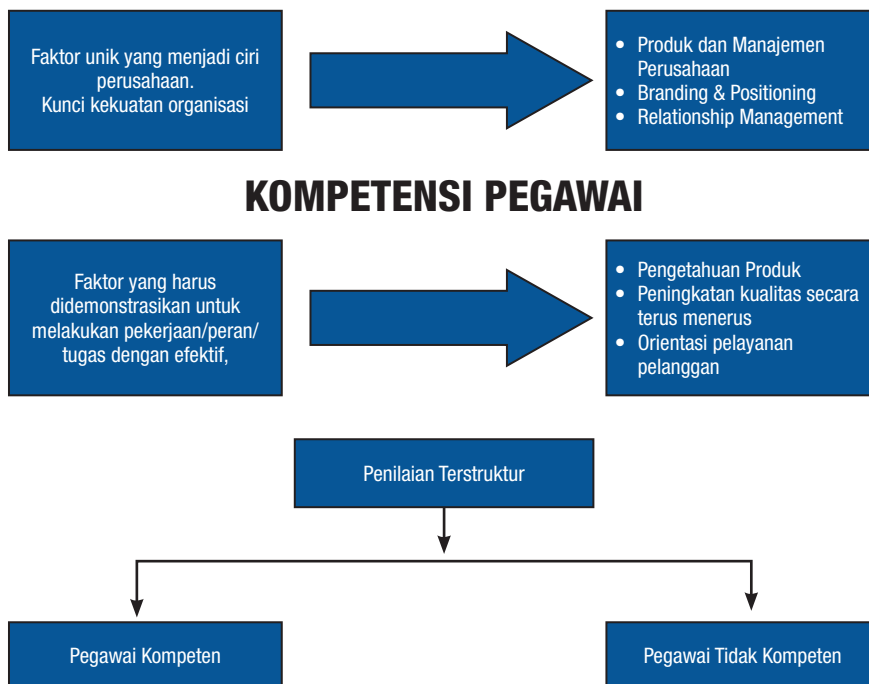 Faktor unik yang menjadi ciri
perusahaan.
Kunci kekuatan organisasi
• Produk dan Manajemen
Perusahaan
• Branding & Positioning
• Relationship Management
KOMPETENSI PEGAWAI
Faktor yang harus
didemonstrasikan untuk
melakukan pekerjaan/peran/
tugas dengan efektif,
• Pengetahuan Produk
• Peningkatan kualitas secara
terus menerus
• Orientasi pelayanan
pelanggan
Penilaian Terstruktur
Pegawai Kompeten
Pegawai Tidak Kompeten